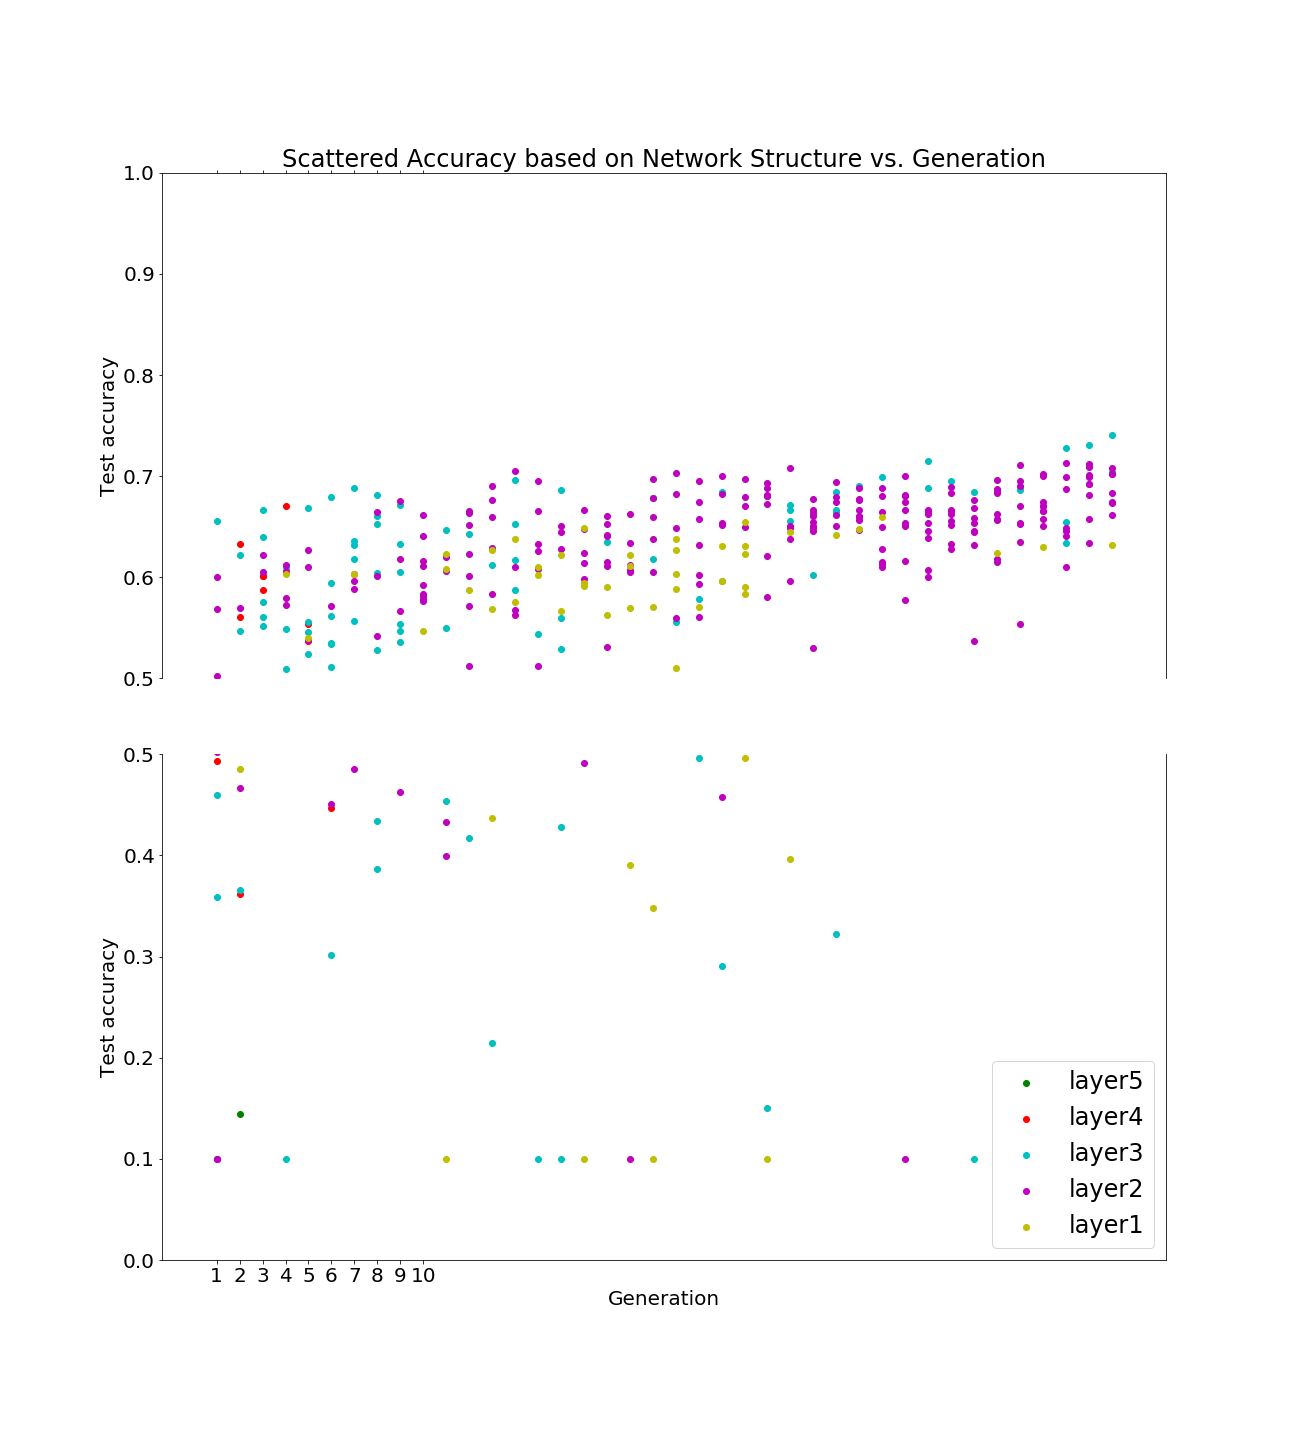 Scattered Accuracy based on Network Structure vs. Generation
1.0
0.9
0.8
0.7
0.6
0.5
Test accuracy
0.5
0.4
0.3
0.2
0.1
0.0
Test accuracy
layer5
layer4
layer3
layer2
layer1
1 2 3 4 5 6 7 8 9 10
Generation